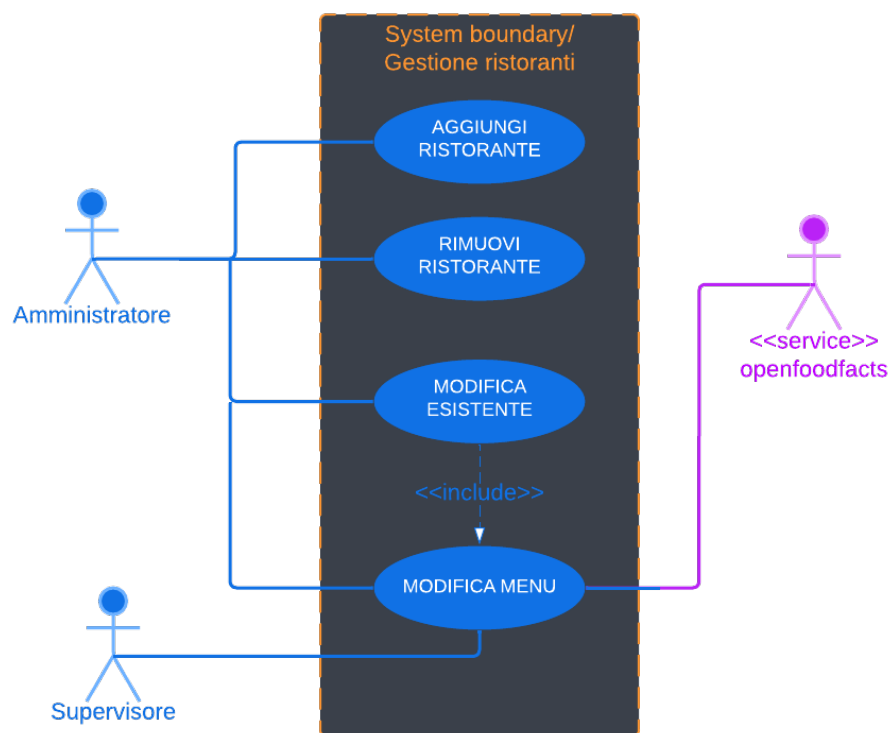 System boundary/
Gestione ristoranti
AGGIUNGI
RISTORANTE
RIMUOVI
RISTORANTE
Amministratore
<<service>>
openfoodfacts
MODIFICA
ESISTENTE
<<include>>
MODIFICA MENU
Supervisore